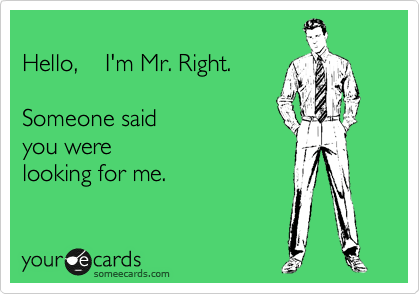 Hello,    I'm Mr. Right.
Someone said
you were
looking for me.
your e cards
someecards.com